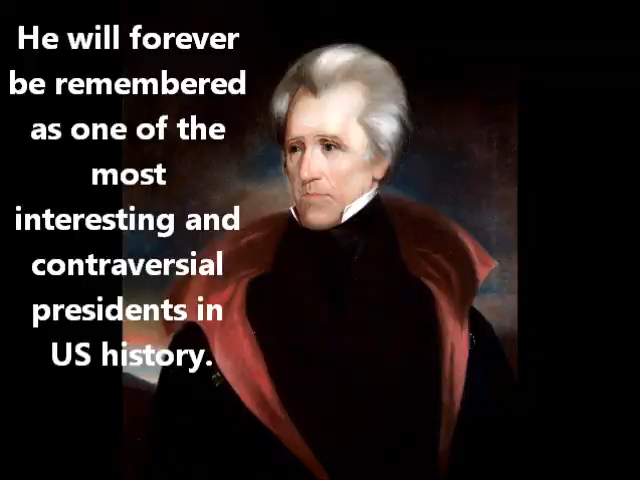 He will forever
be remembered
as one of the
most
interesting and
contraversial
presidents in
US history.